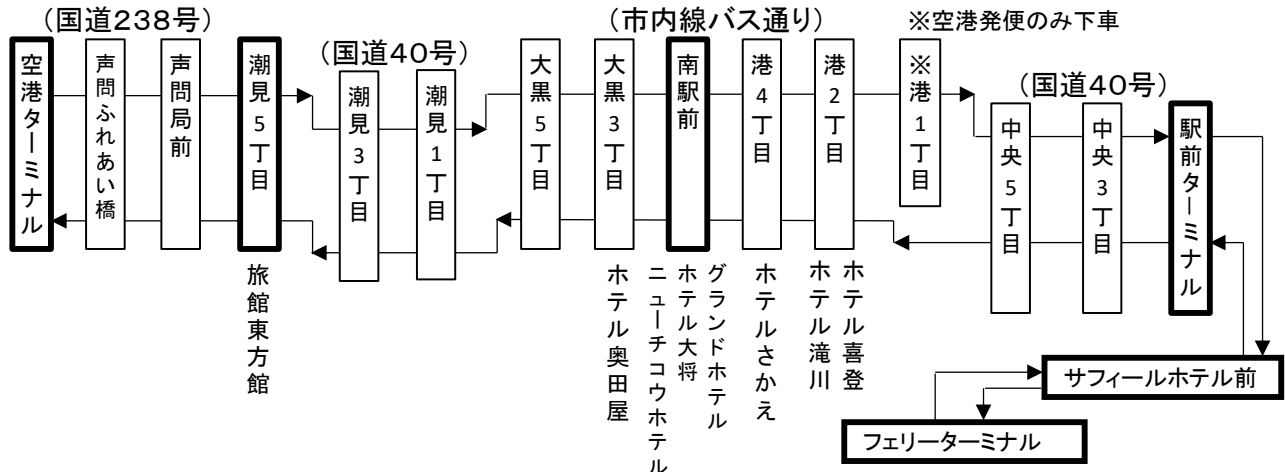 (国道238号)
(市内線バス通り)
※空港発便のみ下車
(国道40号)
(国道40号)
空港ターミナル
声問ふれあい橋
声問局前
潮見5丁目
潮見3丁目
潮見1丁目
大黒5丁目
大黒3丁目
南駅前
港4丁目
港2丁目
※港1丁目
中央5丁目
中央3丁目
駅前ターミナル
旅館東方館
ホテル奥田屋
ニューチコウホテル
ホテル大将
グランドホテル
ホテルさかえ
ホテル滝川
ホテル喜登
サフィールホテル前
フェリーターミナル